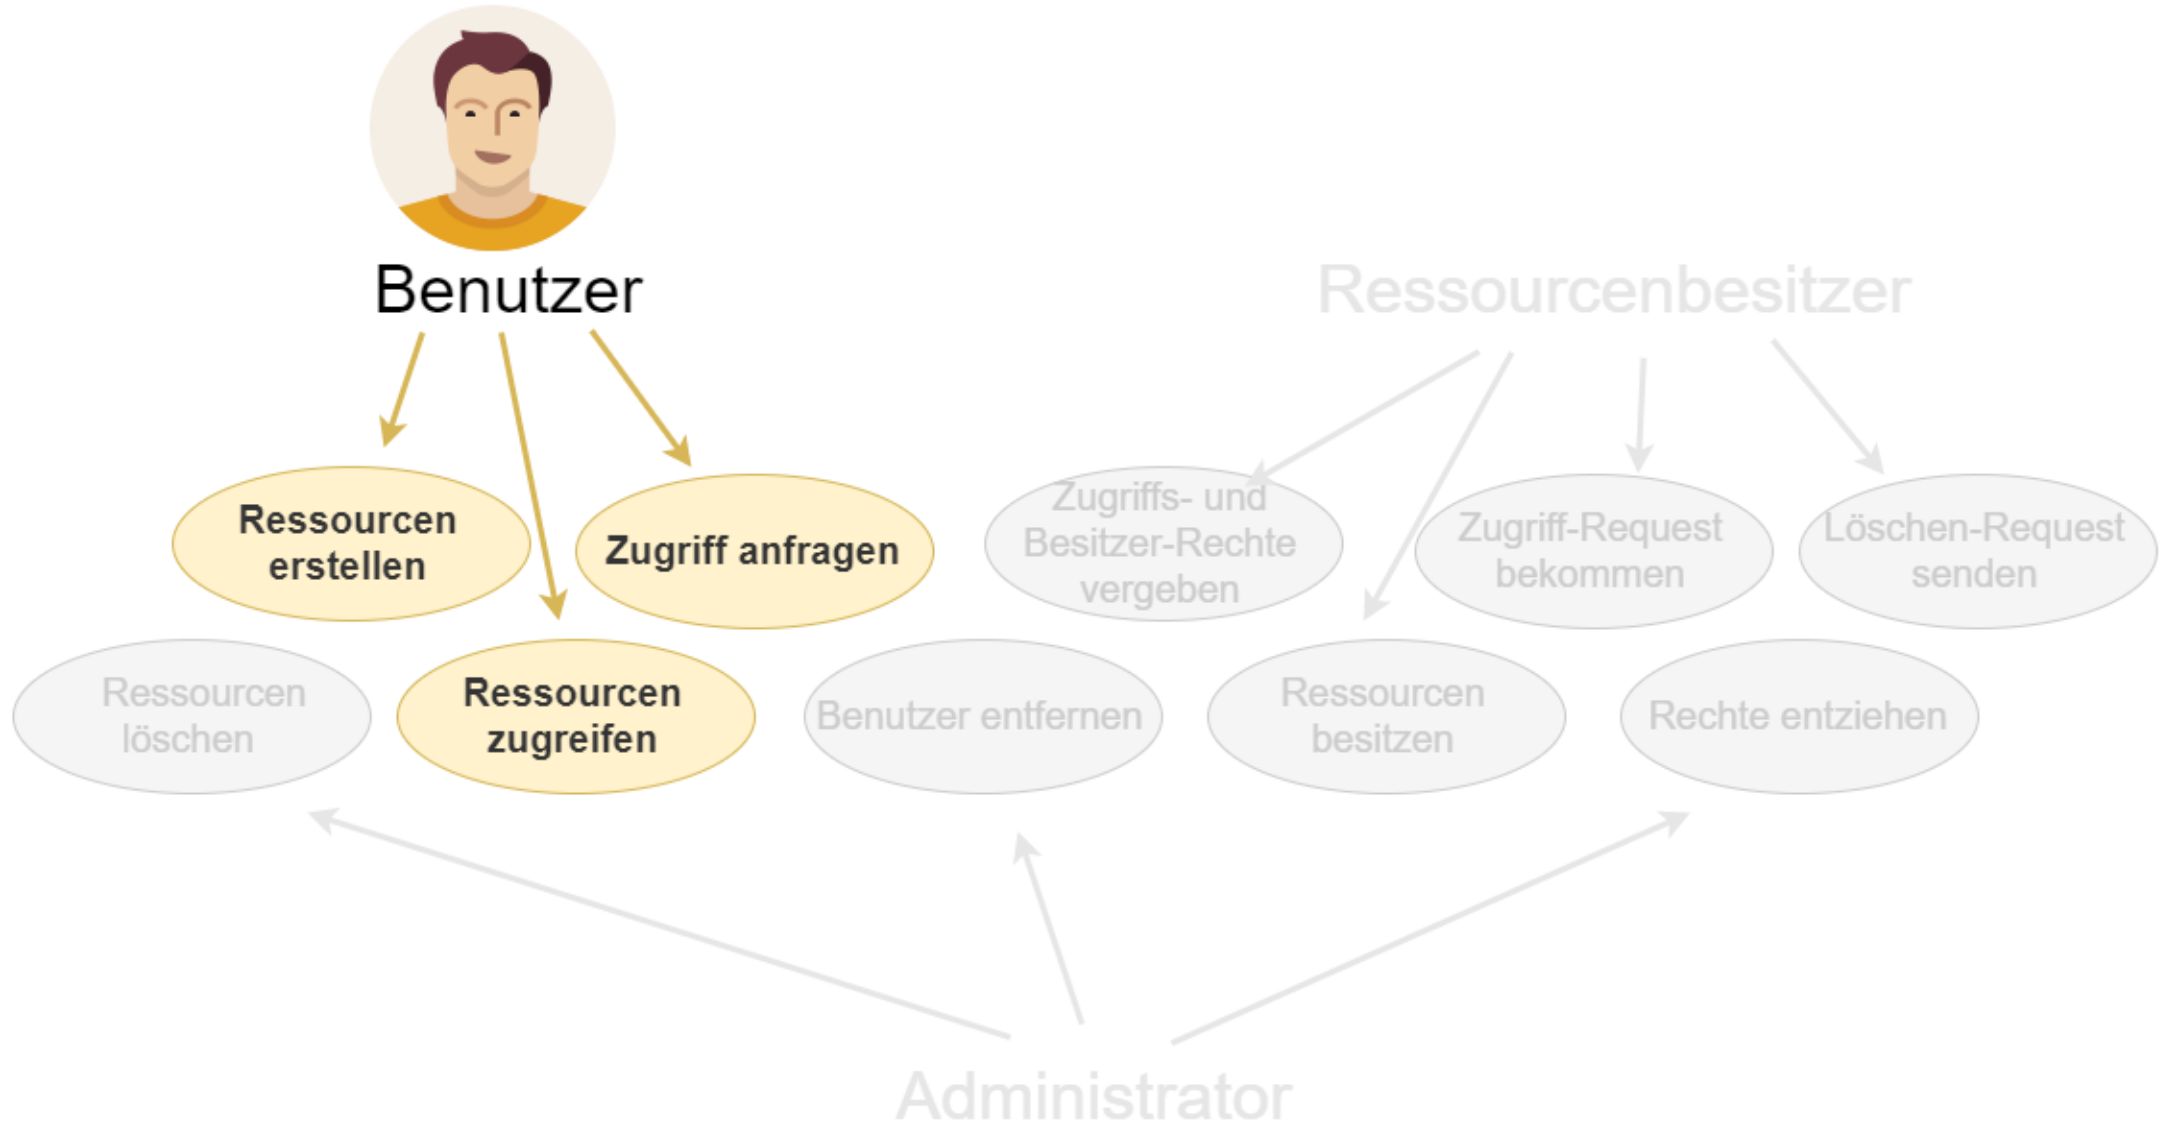 Benutzer
Ressourcenbesitzer
Ressourcen
erstellen
Zugriff anfragen
Zugriffs- und
Besitzer-Rechte
vergeben
Zugriff-Request
bekommen
Löschen-Request
senden
Ressourcen
löschen
Ressourcen
zugreifen
Benutzer entfernen
Ressourcen
besitzen
Rechte entziehen
Administrator